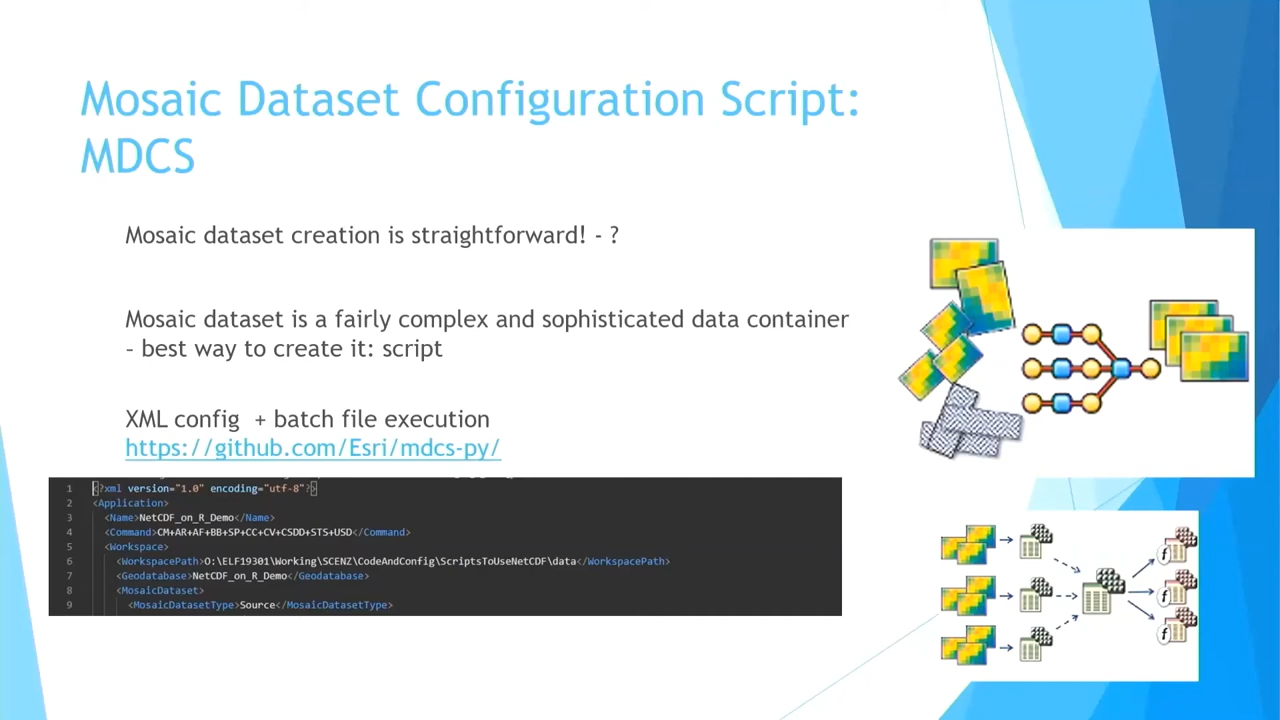 Mosaic Dataset Configuration Script:
MDCS
Mosaic dataset creation is straightforward! - ?
Mosaic dataset is a fairly complex and sophisticated data container
- best way to create it: script
XML config + batch file execution
https://github.com/Esri/mdcs-py/
1 <?xml version="1.0" encoding="utf-8"?>
2 <Application>
3 <Name>NetCDF_on_R_Demo</Name>
4 <Command>CM+AR+AF+BB+SP+CC+CV+CSDD+STS+USD</Command>
5 <Workspace>
6 <WorkspacePath>O:\ELF19301\Working\SCENZ\CodeAndConfig\ScriptsToUseNetCDF\data</WorkspacePath>
7 <Geodatabase>NetCDF_on_R_Demo</Geodatabase>
8 <MosaicDataset>
9 <MosaicDatasetType>Source</MosaicDatasetType>
f
f
f